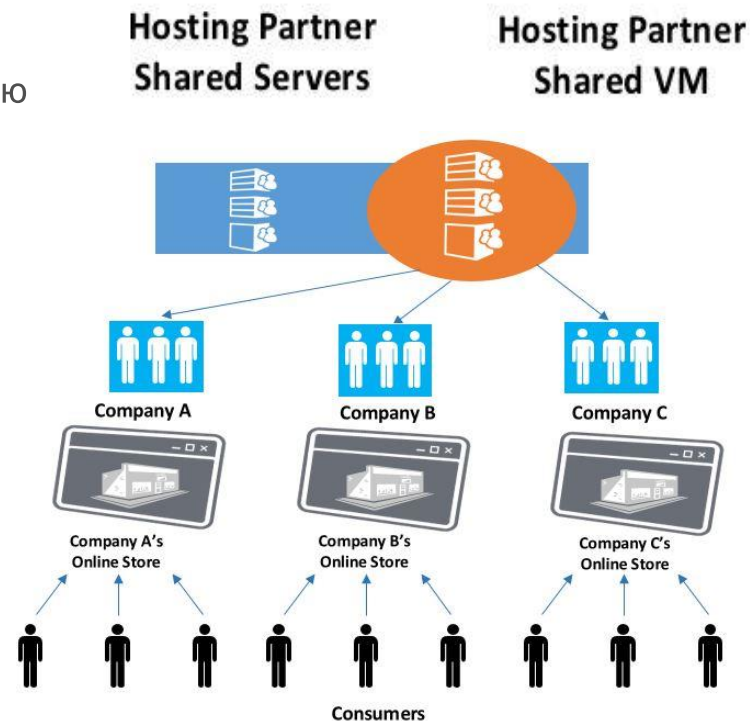 Hosting Partner
Shared Servers
Hosting Partner
Shared VM
ю
Company A
Company B
Company C
Company A's
Online Store
Company B's
Online Store
Company C's
Online Store
Consumers